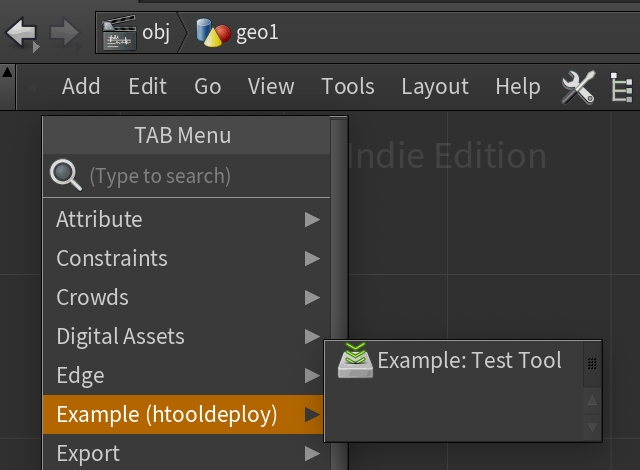 obj geo1
Add Edit Go View Tools Layout Help
TAB Menu
Indie Edition
(Type to search)
Attribute
Constraints
Crowds
Digital Assets
Example: Test Tool
Edge
Example (htooldeploy)
Export